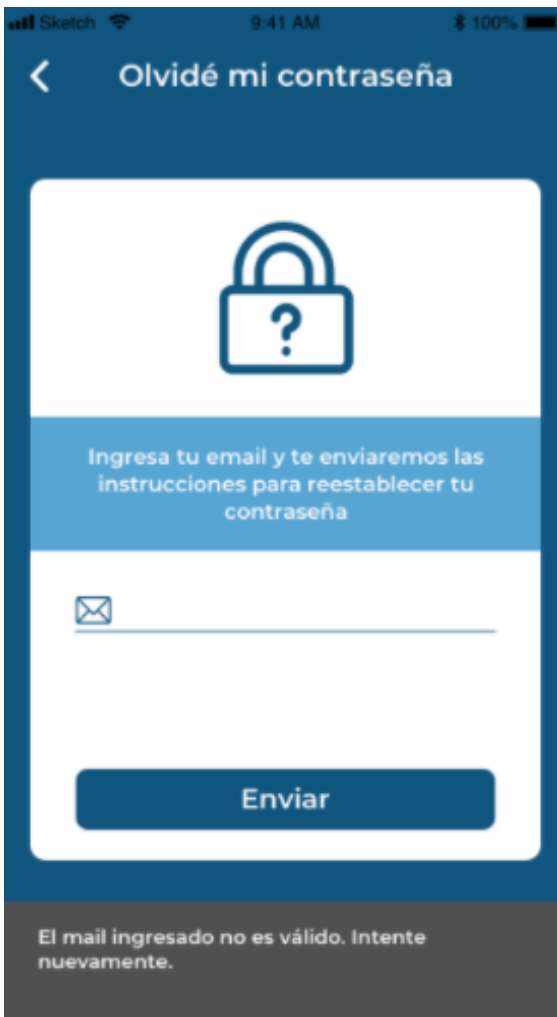 Sketch 9:41 AM 100%
Olvidé mi contraseña
?
Ingresa tu email y te enviaremos las
instrucciones para reestablecer tu
contraseña
Enviar
El mail ingresado no es válido. Intente
nuevamente.